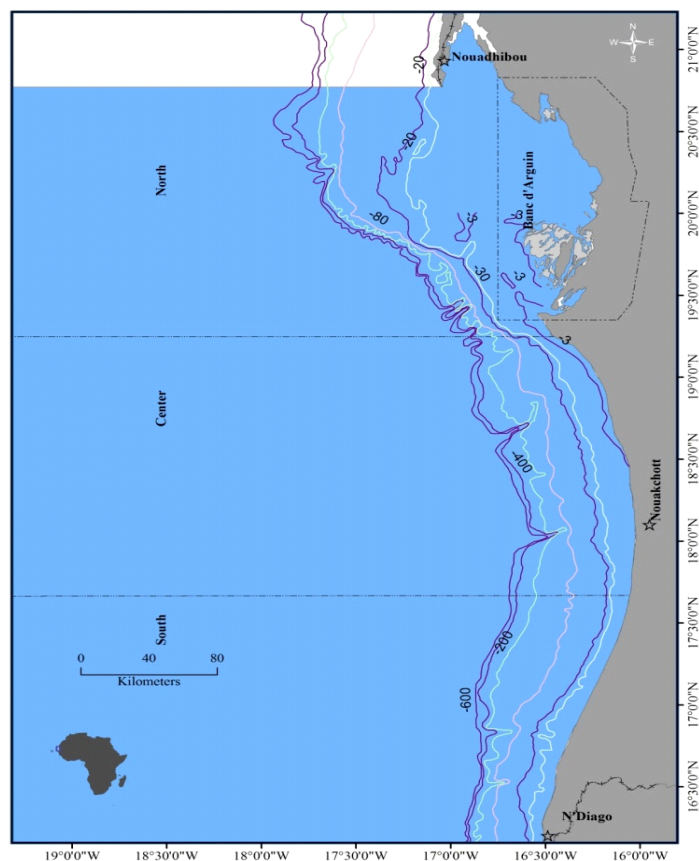 N
W E
S
Nouadhibou
-20
-20
Banc d'Arguin
North
-80
-3
-3
-30
-3
-3
Center
-400
Nouakchott
South
0 40 80
Kilometers
-200
-600
N'Diago
21°0'0"N
20°30'0"N
20°0'0"N
19°30'0"N
19°0'0"N
18°30'0"N
18°0'0"N
17°30'0"N
17°0'0"N
16°30'0"N
19°0'0"W 18°30'0"W 18°0'0"W 17°30'0"W 17°0'0"W 16°30'0"W 16°0'0"W